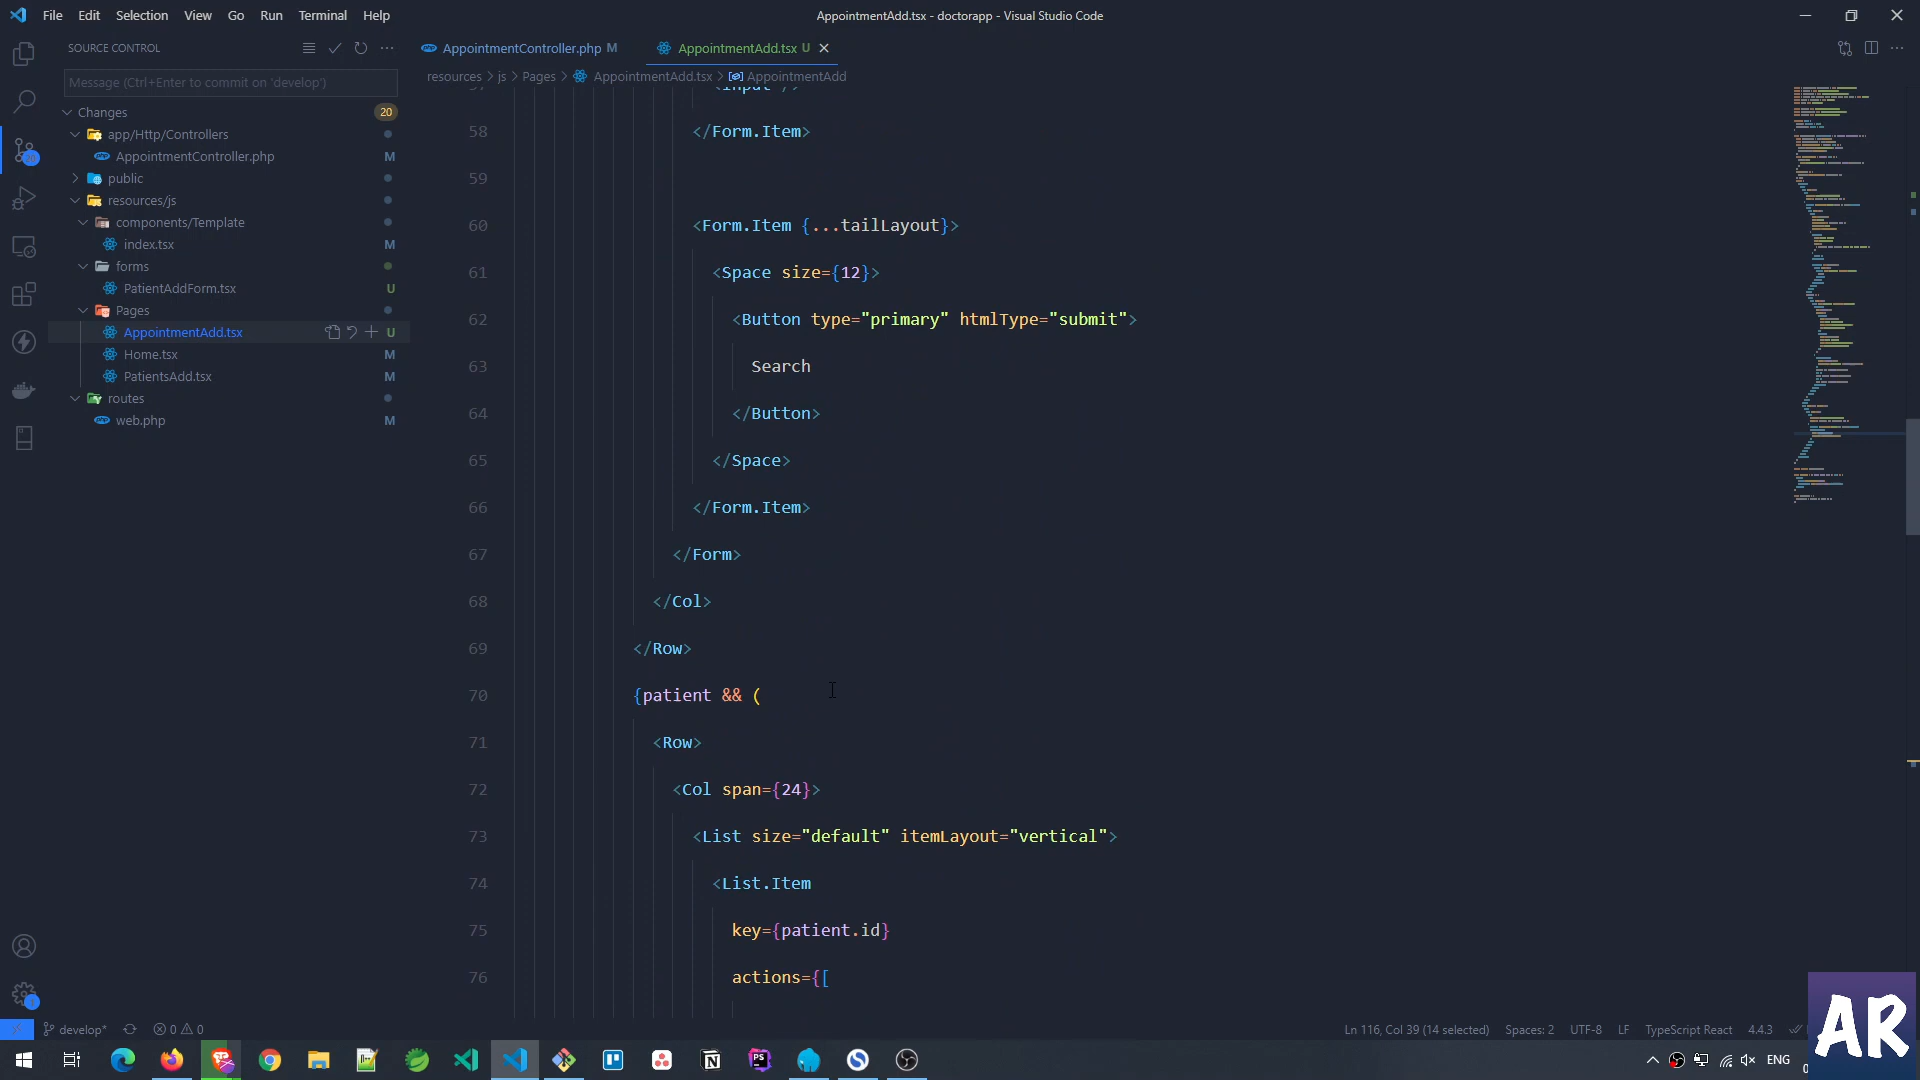 File Edit Selection View Go Run Terminal Help
AppointmentAdd.tsx - doctorapp - Visual Studio Code
SOURCE CONTROL
AppointmentController.php M
AppointmentAdd.tsx U
Message (Ctrl+Enter to commit on 'develop')
resources > js > Pages > AppointmentAdd.tsx > AppointmentAdd
Changes 20
app/Http/Controllers
AppointmentController.php M
public
resources/js
components/Template
index.tsx M
forms
PatientAddForm.tsx U
Pages
AppointmentAdd.tsx U
Home.tsx M
PatientsAdd.tsx M
routes
web.php M
57 <Input />
58 </Form.Item>
59
60 <Form.Item {...tailLayout}>
61 <Space size={12}>
62 <Button type="primary" htmlType="submit">
63 Search
64 </Button>
65 </Space>
66 </Form.Item>
67 </Form>
68 </Col>
69 </Row>
70 {patient && (
71 <Row>
72 <Col span={24}>
73 <List size="default" itemLayout="vertical">
74 <List.Item
75 key={patient.id}
76 actions={[
develop* 0 0
Ln 116, Col 39 (14 selected) Spaces: 2 UTF-8 LF TypeScript React 4.4.3
AR
ENG